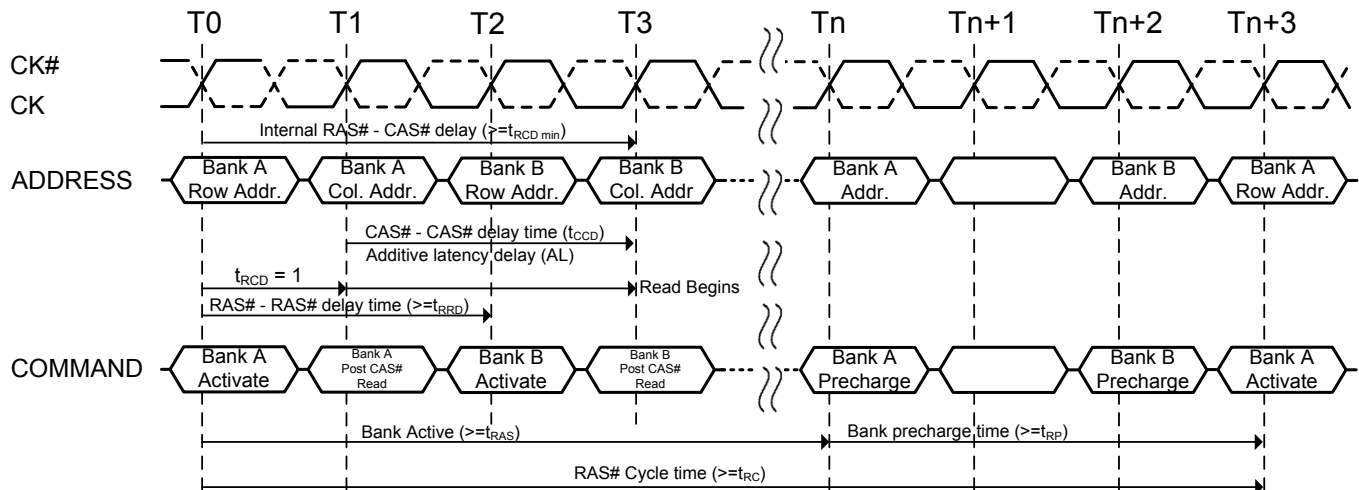 T0 T1 T2 T3 Tn Tn+1 Tn+2 Tn+3
CK#
CK
Internal RAS# - CAS# delay (>=tRCD min)
ADDRESS
Bank A
Row Addr.
Bank A
Col. Addr.
Bank B
Row Addr.
Bank B
Col. Addr
Bank A
Addr.
Bank B
Addr.
Bank A
Row Addr.
CAS# - CAS# delay time (tCCD)
Additive latency delay (AL)
tRCD = 1
Read Begins
RAS# - RAS# delay time (>=tRRD)
COMMAND
Bank A
Activate
Bank A
Post CAS#
Read
Bank B
Activate
Bank B
Post CAS#
Read
Bank A
Precharge
Bank B
Precharge
Bank A
Activate
Bank Active (>=tRAS)
Bank precharge time (>=tRP)
RAS# Cycle time (>=tRC)